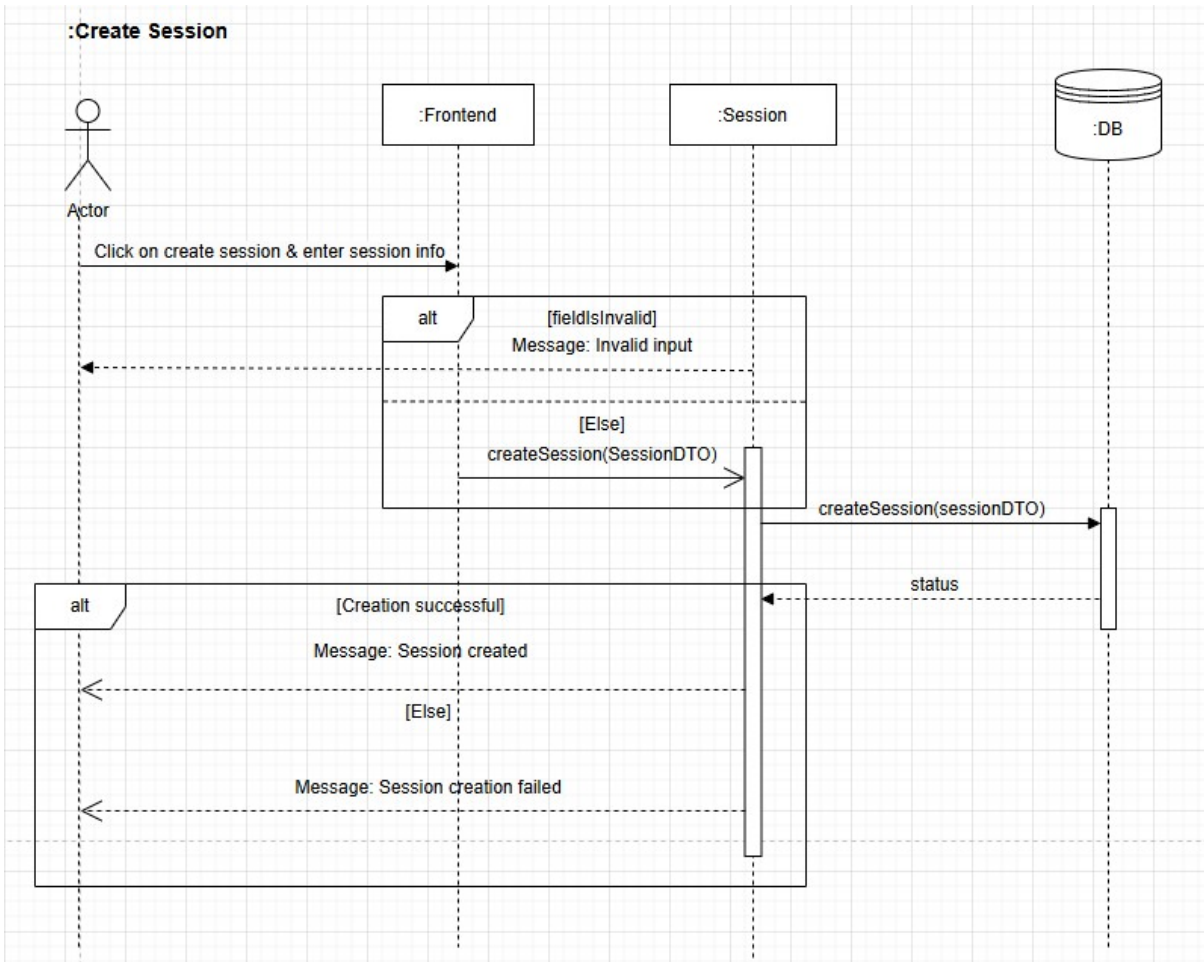 :Create Session
:Frontend
:Session
:DB
Actor
Click on create session & enter session info
alt
[fieldIsInvalid]
Message: Invalid input
[Else]
createSession(SessionDTO)
createSession(sessionDTO)
status
alt
[Creation successful]
Message: Session created
[Else]
Message: Session creation failed